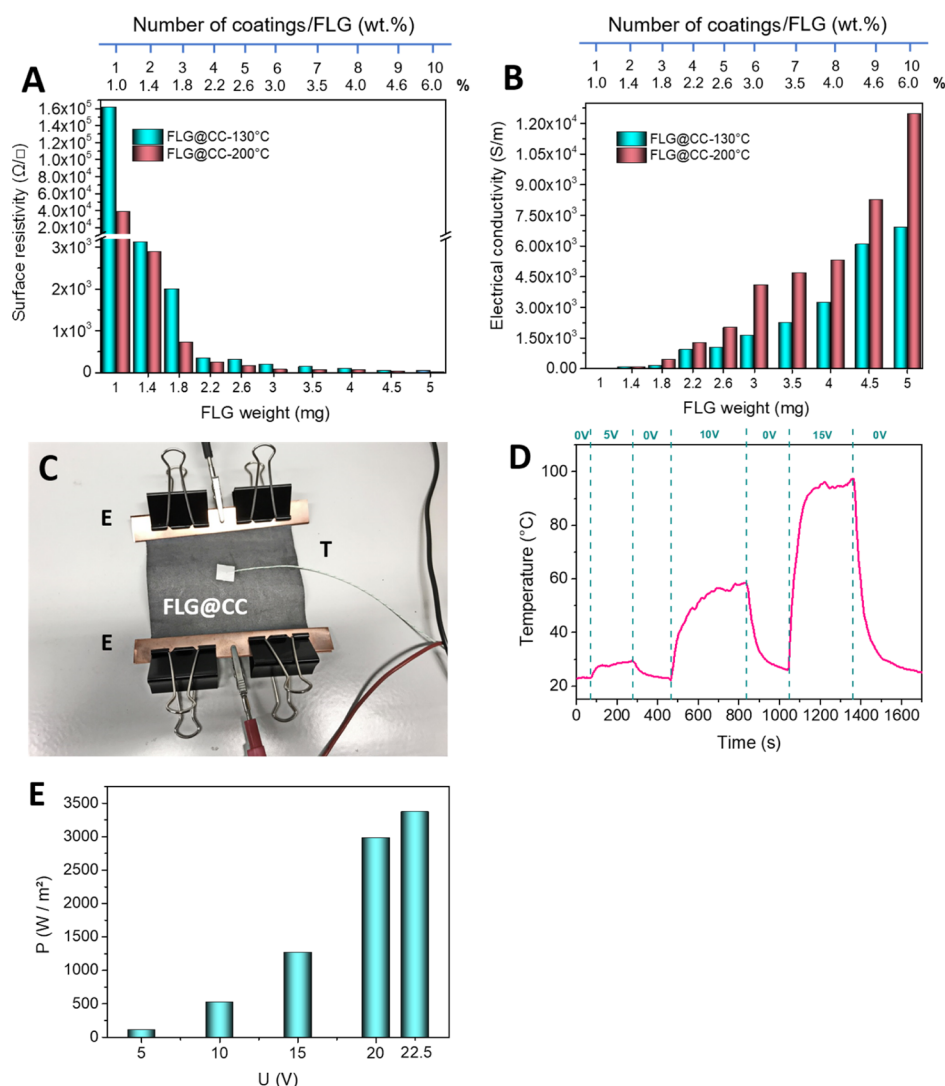 Number of coatings/FLG (wt.%)
1 2 3 4 5 6 7 8 9 10
1.0 1.4 1.8 2.2 2.6 3.0 3.5 4.0 4.6 6.0 %
A
1.6x10⁵
1.4x10⁵
1.2x10⁵
1.0x10⁵
8.0x10⁴
6.0x10⁴
4.0x10⁴
2.0x10⁴
3x10³
2x10³
1x10³
0
Surface resistivity (Ω/□)
FLG@CC-130°C
FLG@CC-200°C
1 1.4 1.8 2.2 2.6 3 3.5 4 4.5 5
FLG weight (mg)
Number of coatings/FLG (wt.%)
1 2 3 4 5 6 7 8 9 10
1.0 1.4 1.8 2.2 2.6 3.0 3.5 4.0 4.6 6.0 %
B
1.20x10⁴
1.00x10⁴
7.50x10³
6.00x10³
4.50x10³
3.00x10³
1.50x10³
0.00
Electrical conductivity (S/m)
FLG@CC-130°C
FLG@CC-200°C
1 1.4 1.8 2.2 2.6 3 3.5 4 4.5 5
FLG weight (mg)
C
E
T
FLG@CC
E
0V 5V 0V 10V 0V 15V 0V
D
100
80
60
40
20
Temperature (°C)
0 200 400 600 800 1000 1200 1400 1600
Time (s)
E
3500
3000
2500
2000
1500
1000
500
0
P (W / m²)
5 10 15 20 22.5
U (V)